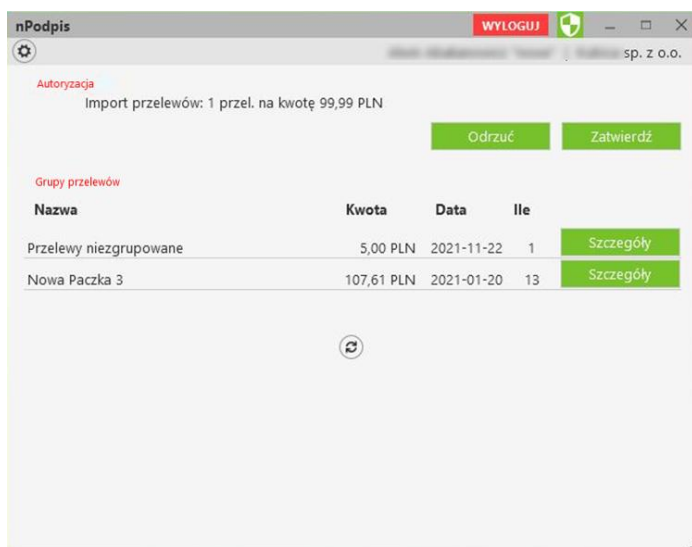 nPodpis
WYLOGUJ
sp. z o.o.
Autoryzacja
Import przelewów: 1 przel. na kwotę 99,99 PLN
Odrzuć Zatwierdź
Grupy przelewów
Nazwa Kwota Data Ile
Przelewy niezgrupowane 5,00 PLN 2021-11-22 1 Szczegóły
Nowa Paczka 3 107,61 PLN 2021-01-20 13 Szczegóły